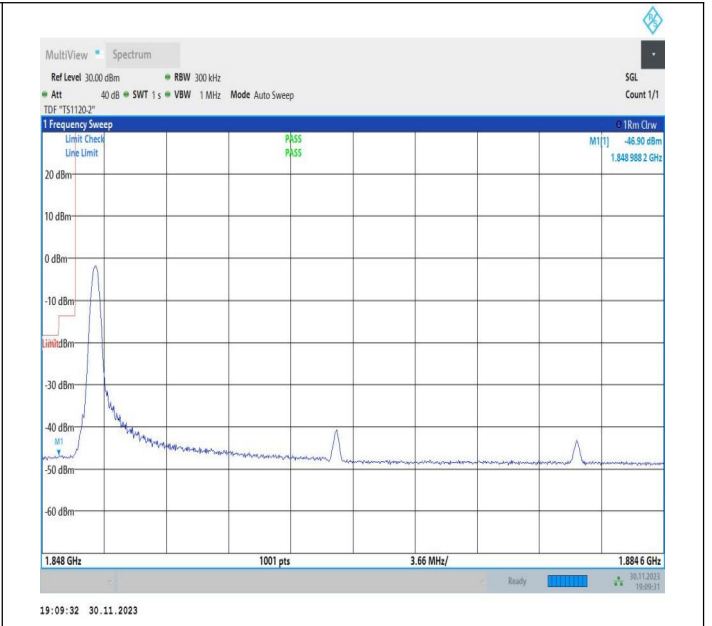 MultiView Spectrum
Ref Level 30.00 dBm RBW 300 kHz SGL
Att 40 dB SWT 1 s VBW 1 MHz Mode Auto Sweep Count 1/1
TDF "TS1120-2"
1 Frequency Sweep 1Rm Clrw
Limit Check PASS M1[1] -46.90 dBm
Line Limit PASS 1.848 988 2 GHz
20 dBm
10 dBm
0 dBm
-10 dBm
Limit
-30 dBm
-40 dBm
M1
-50 dBm
-60 dBm
1.848 GHz 1001 pts 3.66 MHz/ 1.884 6 GHz
Ready 30.11.2023
19:09:31
19:09:32 30.11.2023